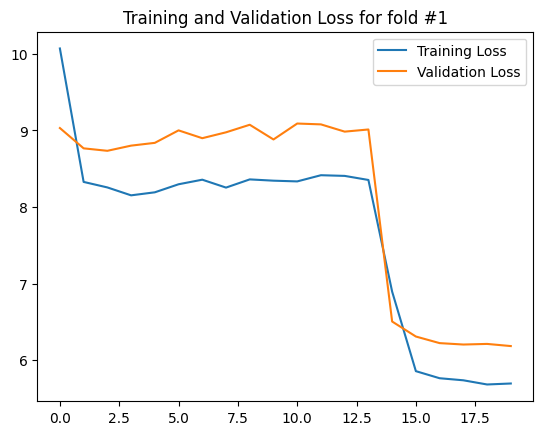 Training and Validation Loss for fold #1
Training Loss
Validation Loss
10
9
8
7
6
0.0 2.5 5.0 7.5 10.0 12.5 15.0 17.5